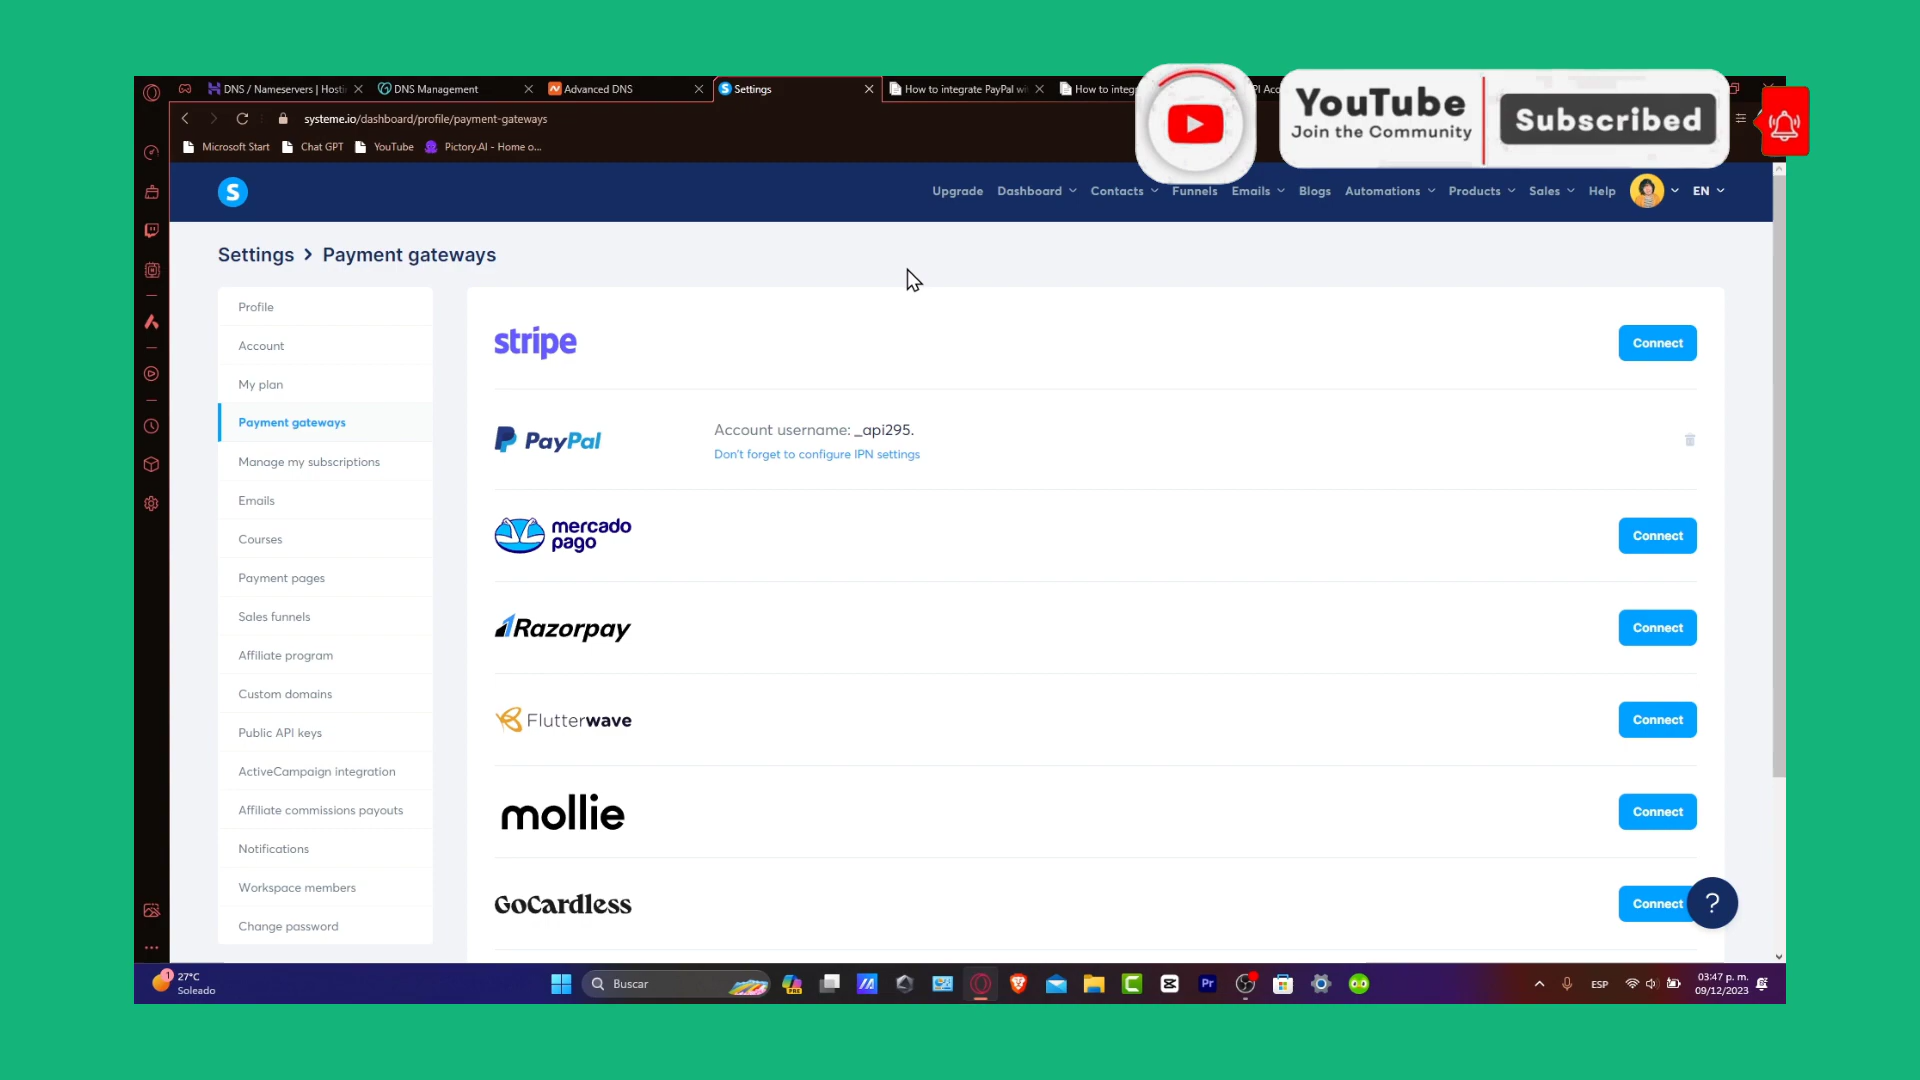 DNS / Nameservers | Hosti
DNS Management
Advanced DNS
Settings
How to integrate PayPal wi
How to integ
PI Acc
systeme.io/dashboard/profile/payment-gateways
Microsoft Start
Chat GPT
YouTube
Pictory.AI - Home o...
YouTube
Join the Community
Subscribed
S
Upgrade
Dashboard
Contacts
Funnels
Emails
Blogs
Automations
Products
Sales
Help
EN
Settings > Payment gateways
Profile
Account
My plan
Payment gateways
Manage my subscriptions
Emails
Courses
Payment pages
Sales funnels
Affiliate program
Custom domains
Public API keys
ActiveCampaign integration
Affiliate commissions payouts
Notifications
Workspace members
Change password
stripe
Connect
PayPal
Account username: _api295.
Don't forget to configure IPN settings
mercado
pago
Connect
Razorpay
Connect
Flutterwave
Connect
mollie
Connect
GoCardless
Connect
?
1
27°C
Soleado
Buscar
PRE
Pr
ESP
03:47 p. m.
09/12/2023